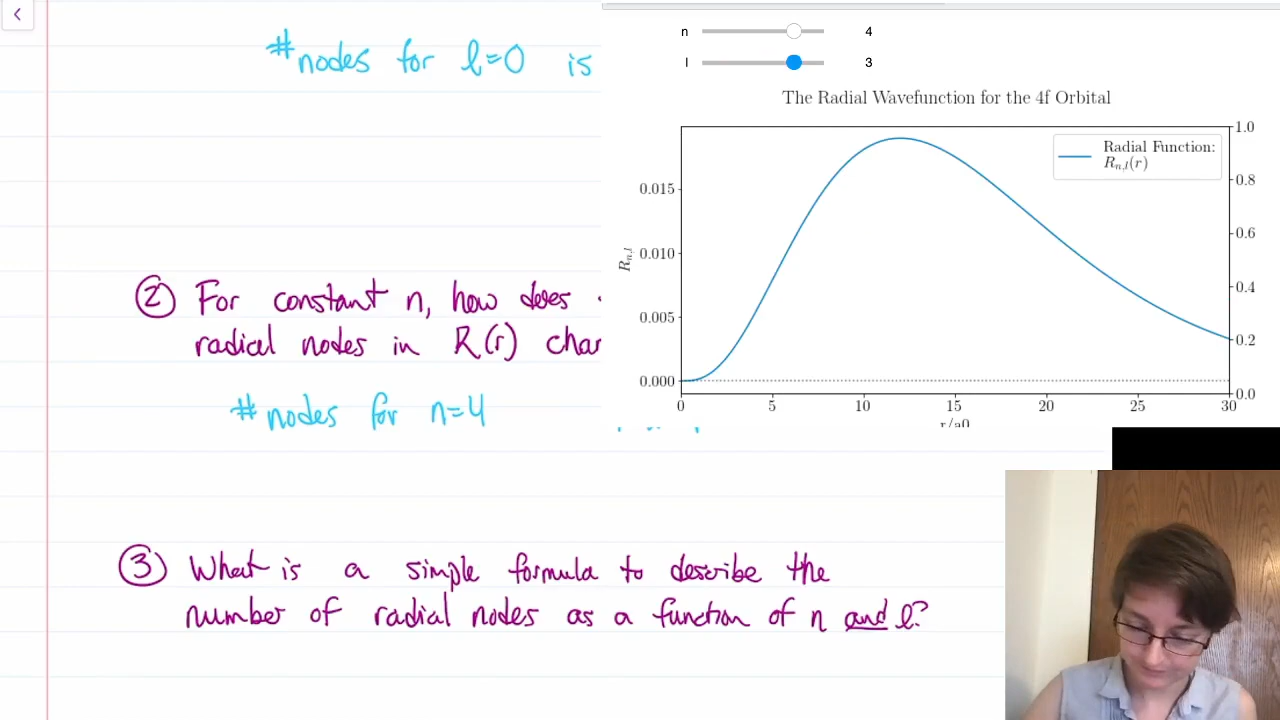 #nodes for l=0 is
n 4
l 3
The Radial Wavefunction for the 4f Orbital
Radial Function:
R_{n,l}(r)
R_{n,l}
0.015
0.010
0.005
0.000
1.0
0.8
0.6
0.4
0.2
0.0
0 5 10 15 20 25 30
r/a0
② For constant n, how does
radical nodes in R(r) char
# nodes for n=4
③ What is a simple formula to describe the
number of radial nodes as a function of n and l?